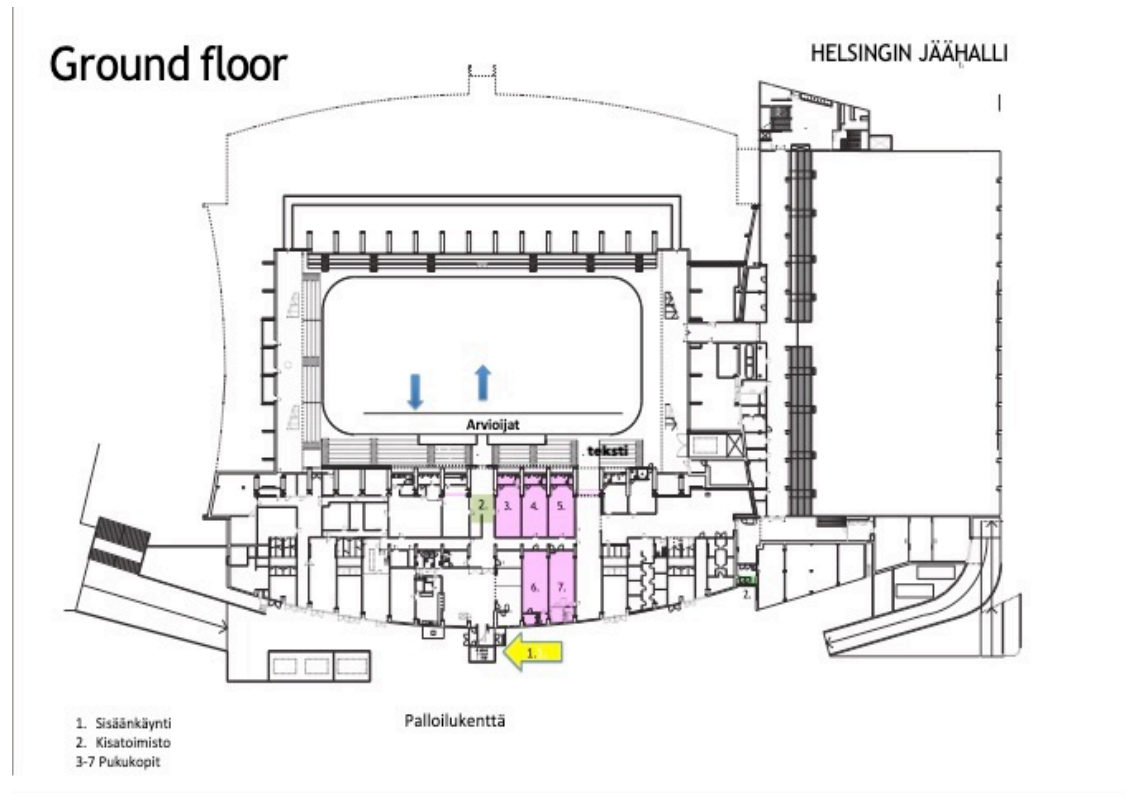 Ground floor
HELSINGIN JÄÄHALLI
Arvioijat
teksti
2.
3.
4.
5.
6.
7.
2.
1.
1. Sisäänkäynti
2. Kisatoimisto
3-7 Pukukopit
Palloilukenttä